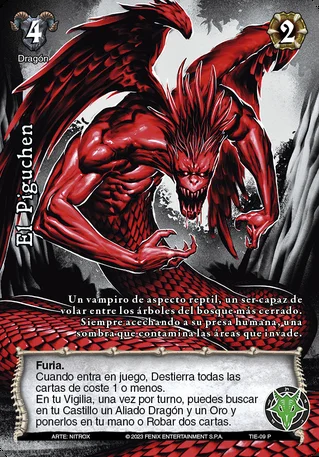 4
2
Dragón
El Piguchen
Un vampiro de aspecto reptil, un ser capaz de
volar entre los árboles del bosque más cerrado.
Siempre acechando a su presa humana, una
sombra que contamina las áreas que invade.
Furia.
Cuando entra en juego, Destierra todas las
cartas de coste 1 o menos.
En tu Vigilia, una vez por turno, puedes buscar
en tu Castillo un Aliado Dragón y un Oro y
ponerlos en tu mano o Robar dos cartas.
ARTE: NITROX © 2023 FENIX ENTERTAINMENT S.P.A. TIE-09 P